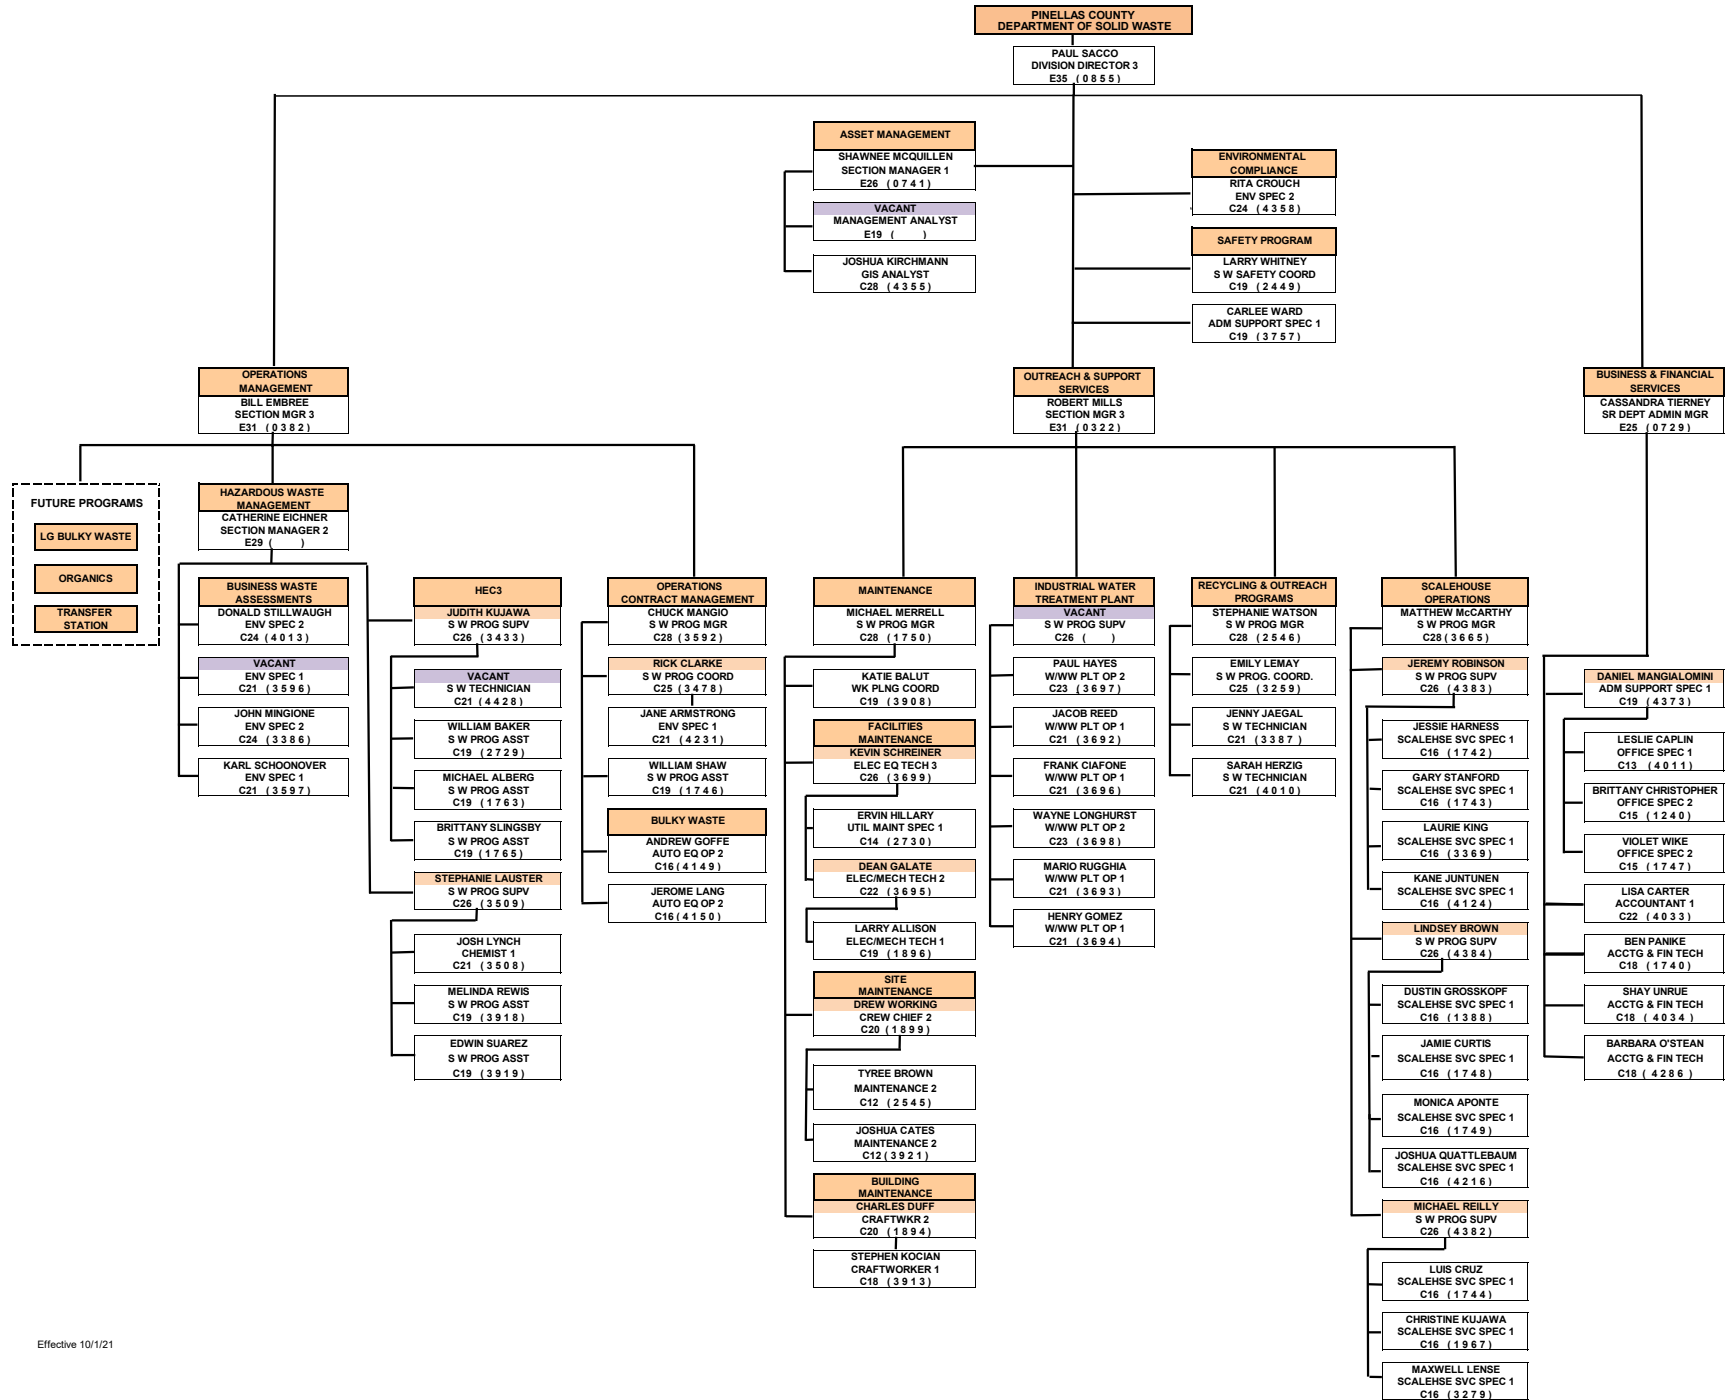 PINELLAS COUNTY
DEPARTMENT OF SOLID WASTE
PAUL SACCO
DIVISION DIRECTOR 3
E35 (0855)
ASSET MANAGEMENT
SHAWNEE MCQUILLEN
SECTION MANAGER 1
E26 (0741)
VACANT
MANAGEMENT ANALYST
E19 ( )
JOSHUA KIRCHMANN
GIS ANALYST
C28 (4355)
ENVIRONMENTAL
COMPLIANCE
RITA CROUCH
ENV SPEC 2
C24 (4358)
SAFETY PROGRAM
LARRY WHITNEY
S W SAFETY COORD
C19 (2449)
CARLEE WARD
ADM SUPPORT SPEC 1
C19 (3757)
OPERATIONS
MANAGEMENT
BILL EMBREE
SECTION MGR 3
E31 (0382)
OUTREACH & SUPPORT
SERVICES
ROBERT MILLS
SECTION MGR 3
E31 (0322)
BUSINESS & FINANCIAL
SERVICES
CASSANDRA TIERNEY
SR DEPT ADMIN MGR
E25 (0729)
FUTURE PROGRAMS
LG BULKY WASTE
ORGANICS
TRANSFER
STATION
HAZARDOUS WASTE
MANAGEMENT
CATHERINE EICHNER
SECTION MANAGER 2
E29 ( )
BUSINESS WASTE
ASSESSMENTS
DONALD STILLWAUGH
ENV SPEC 2
C24 (4013)
VACANT
ENV SPEC 1
C21 (3596)
JOHN MINGIONE
ENV SPEC 2
C24 (3386)
KARL SCHOONOVER
ENV SPEC 1
C21 (3597)
HEC3
JUDITH KUJAWA
S W PROG SUPV
C26 (3433)
VACANT
S W TECHNICIAN
C21 (4428)
WILLIAM BAKER
S W PROG ASST
C19 (2729)
MICHAEL ALBERG
S W PROG ASST
C19 (1763)
BRITTANY SLINGSBY
S W PROG ASST
C19 (1765)
STEPHANIE LAUSTER
S W PROG SUPV
C26 (3509)
JOSH LYNCH
CHEMIST 1
C21 (3508)
MELINDA REWIS
S W PROG ASST
C19 (3918)
EDWIN SUAREZ
S W PROG ASST
C19 (3919)
OPERATIONS
CONTRACT MANAGEMENT
CHUCK MANGIO
S W PROG MGR
C28 (3592)
RICK CLARKE
S W PROG COORD
C25 (3478)
JANE ARMSTRONG
ENV SPEC 1
C21 (4231)
WILLIAM SHAW
S W PROG ASST
C19 (1746)
BULKY WASTE
ANDREW GOFFE
AUTO EQ OP 2
C16(4149)
JEROME LANG
AUTO EQ OP 2
C16(4150)
MAINTENANCE
MICHAEL MERRELL
S W PROG MGR
C28 (1750)
KATIE BALUT
WK PLNG COORD
C19 (3908)
FACILITIES
MAINTENANCE
KEVIN SCHREINER
ELEC EQ TECH 3
C26 (3699)
ERVIN HILLARY
UTIL MAINT SPEC 1
C14 (2730)
DEAN GALATE
ELEC/MECH TECH 2
C22 (3695)
LARRY ALLISON
ELEC/MECH TECH 1
C19 (1896)
SITE
MAINTENANCE
DREW WORKING
CREW CHIEF 2
C20 (1899)
TYREE BROWN
MAINTENANCE 2
C12 (2545)
JOSHUA CATES
MAINTENANCE 2
C12(3921)
BUILDING
MAINTENANCE
CHARLES DUFF
CRAFTWKR 2
C20 (1894)
STEPHEN KOCIAN
CRAFTWORKER 1
C18 (3913)
INDUSTRIAL WATER
TREATMENT PLANT
VACANT
S W PROG SUPV
C26 ( )
PAUL HAYES
W/WW PLT OP 2
C23 (3697)
JACOB REED
W/WW PLT OP 1
C21 (3692)
FRANK CIAFONE
W/WW PLT OP 1
C21 (3696)
WAYNE LONGHURST
W/WW PLT OP 2
C23 (3698)
MARIO RUGGHIA
W/WW PLT OP 1
C21 (3693)
HENRY GOMEZ
W/WW PLT OP 1
C21 (3694)
RECYCLING & OUTREACH
PROGRAMS
STEPHANIE WATSON
S W PROG MGR
C28 (2546)
EMILY LEMAY
S W PROG. COORD.
C25 (3259)
JENNY JAEGAL
S W TECHNICIAN
C21 (3387)
SARAH HERZIG
S W TECHNICIAN
C21 (4010)
SCALEHOUSE
OPERATIONS
MATTHEW McCARTHY
S W PROG MGR
C28(3665)
JEREMY ROBINSON
S W PROG SUPV
C26 (4383)
JESSIE HARNESS
SCALEHSE SVC SPEC 1
C16 (1742)
GARY STANFORD
SCALEHSE SVC SPEC 1
C16 (1743)
LAURIE KING
SCALEHSE SVC SPEC 1
C16 (3369)
KANE JUNTUNEN
SCALEHSE SVC SPEC 1
C16 (4124)
LINDSEY BROWN
S W PROG SUPV
C26 (4384)
DUSTIN GROSSKOPF
SCALEHSE SVC SPEC 1
C16 (1388)
JAMIE CURTIS
SCALEHSE SVC SPEC 1
C16 (1748)
MONICA APONTE
SCALEHSE SVC SPEC 1
C16 (1749)
JOSHUA QUATTLEBAUM
SCALEHSE SVC SPEC 1
C16 (4216)
MICHAEL REILLY
S W PROG SUPV
C26 (4382)
LUIS CRUZ
SCALEHSE SVC SPEC 1
C16 (1744)
CHRISTINE KUJAWA
SCALEHSE SVC SPEC 1
C16 (1967)
MAXWELL LENSE
SCALEHSE SVC SPEC 1
C16 (3279)
DANIEL MANGIALOMINI
ADM SUPPORT SPEC 1
C19 (4373)
LESLIE CAPLIN
OFFICE SPEC 1
C13 (4011)
BRITTANY CHRISTOPHER
OFFICE SPEC 2
C15 (1240)
VIOLET WIKE
OFFICE SPEC 2
C15 (1747)
LISA CARTER
ACCOUNTANT 1
C22 (4033)
BEN PANIKE
ACCTG & FIN TECH
C18 (1740)
SHAY UNRUE
ACCTG & FIN TECH
C18 (4034)
BARBARA O'STEAN
ACCTG & FIN TECH
C18 (4286)
Effective 10/1/21